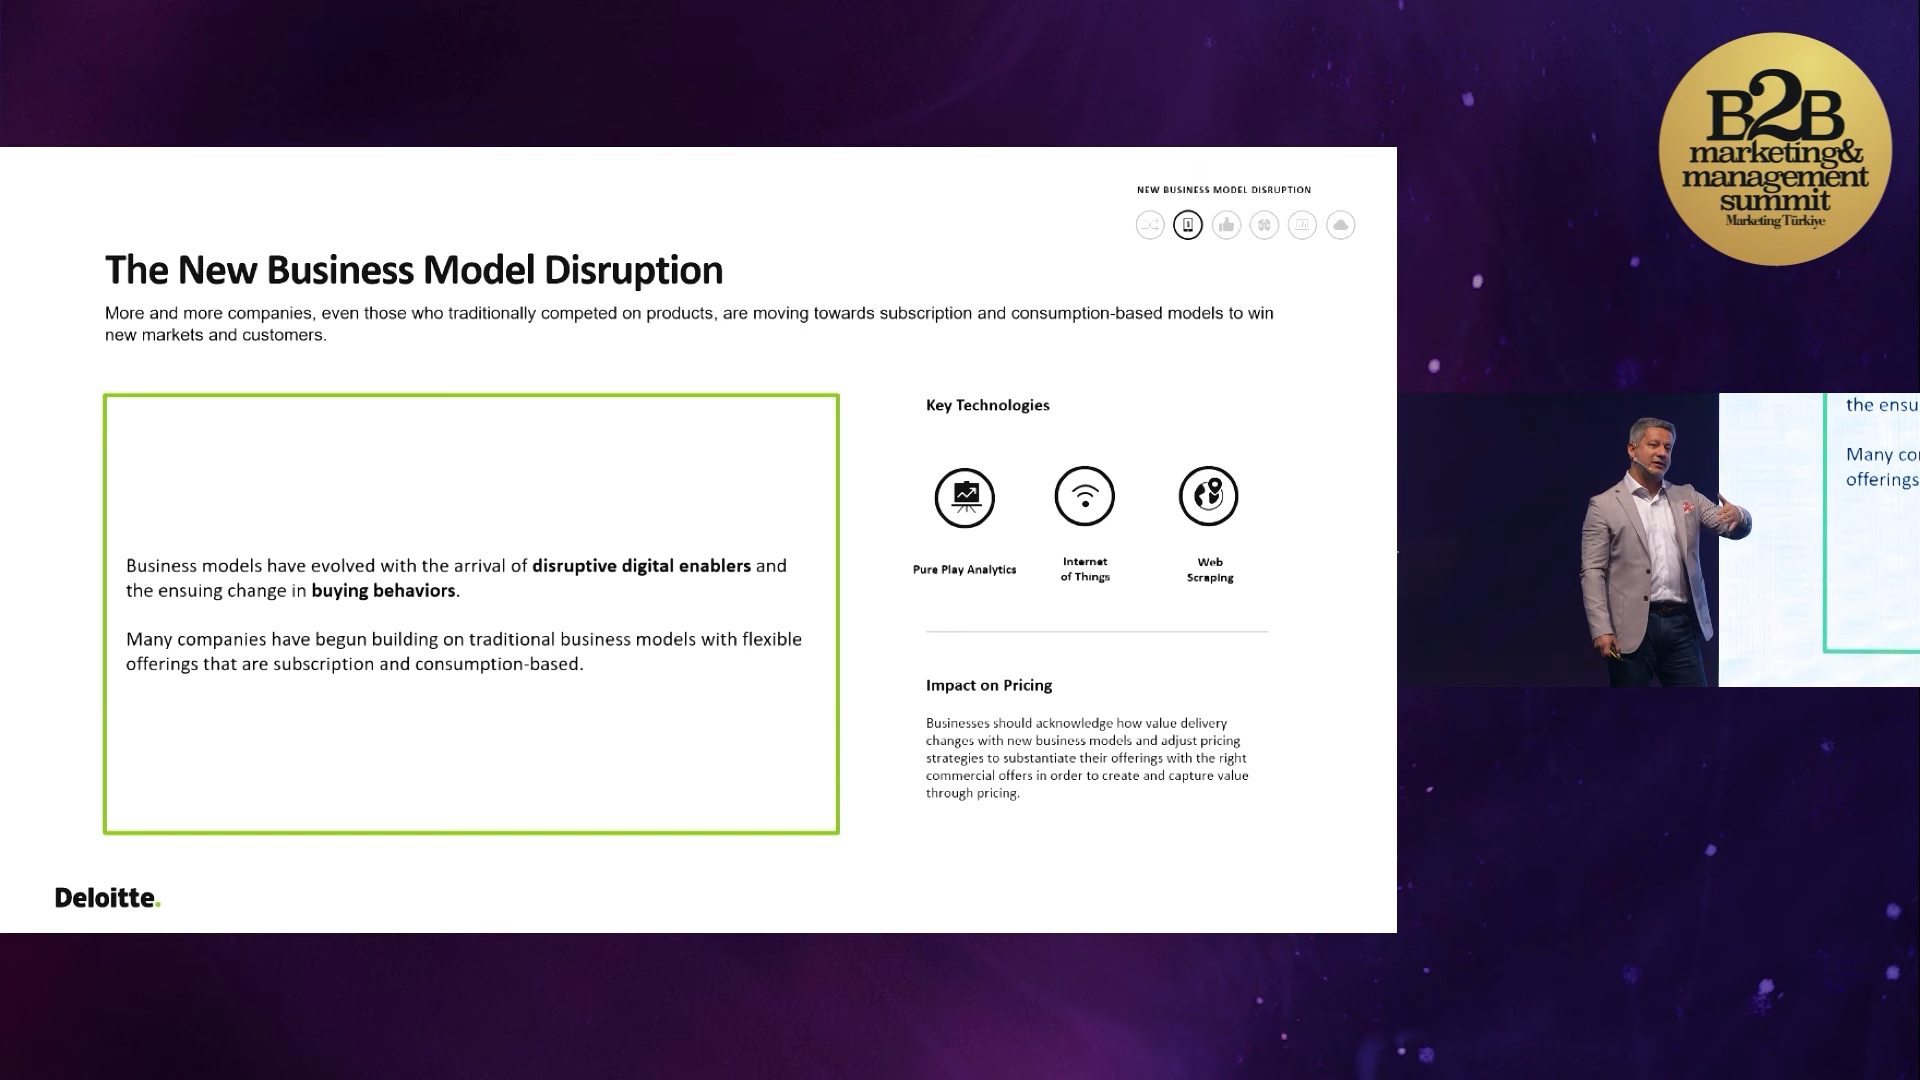 B2B
marketing&
management
summit
Marketing Türkiye
NEW BUSINESS MODEL DISRUPTION
The New Business Model Disruption
More and more companies, even those who traditionally competed on products, are moving towards subscription and consumption-based models to win
new markets and customers.
Business models have evolved with the arrival of disruptive digital enablers and
the ensuing change in buying behaviors.
Many companies have begun building on traditional business models with flexible
offerings that are subscription and consumption-based.
Key Technologies
Pure Play Analytics
Internet
of Things
Web
Scraping
Impact on Pricing
Businesses should acknowledge how value delivery
changes with new business models and adjust pricing
strategies to substantiate their offerings with the right
commercial offers in order to create and capture value
through pricing.
Deloitte.
the ensu
Many co
offerings